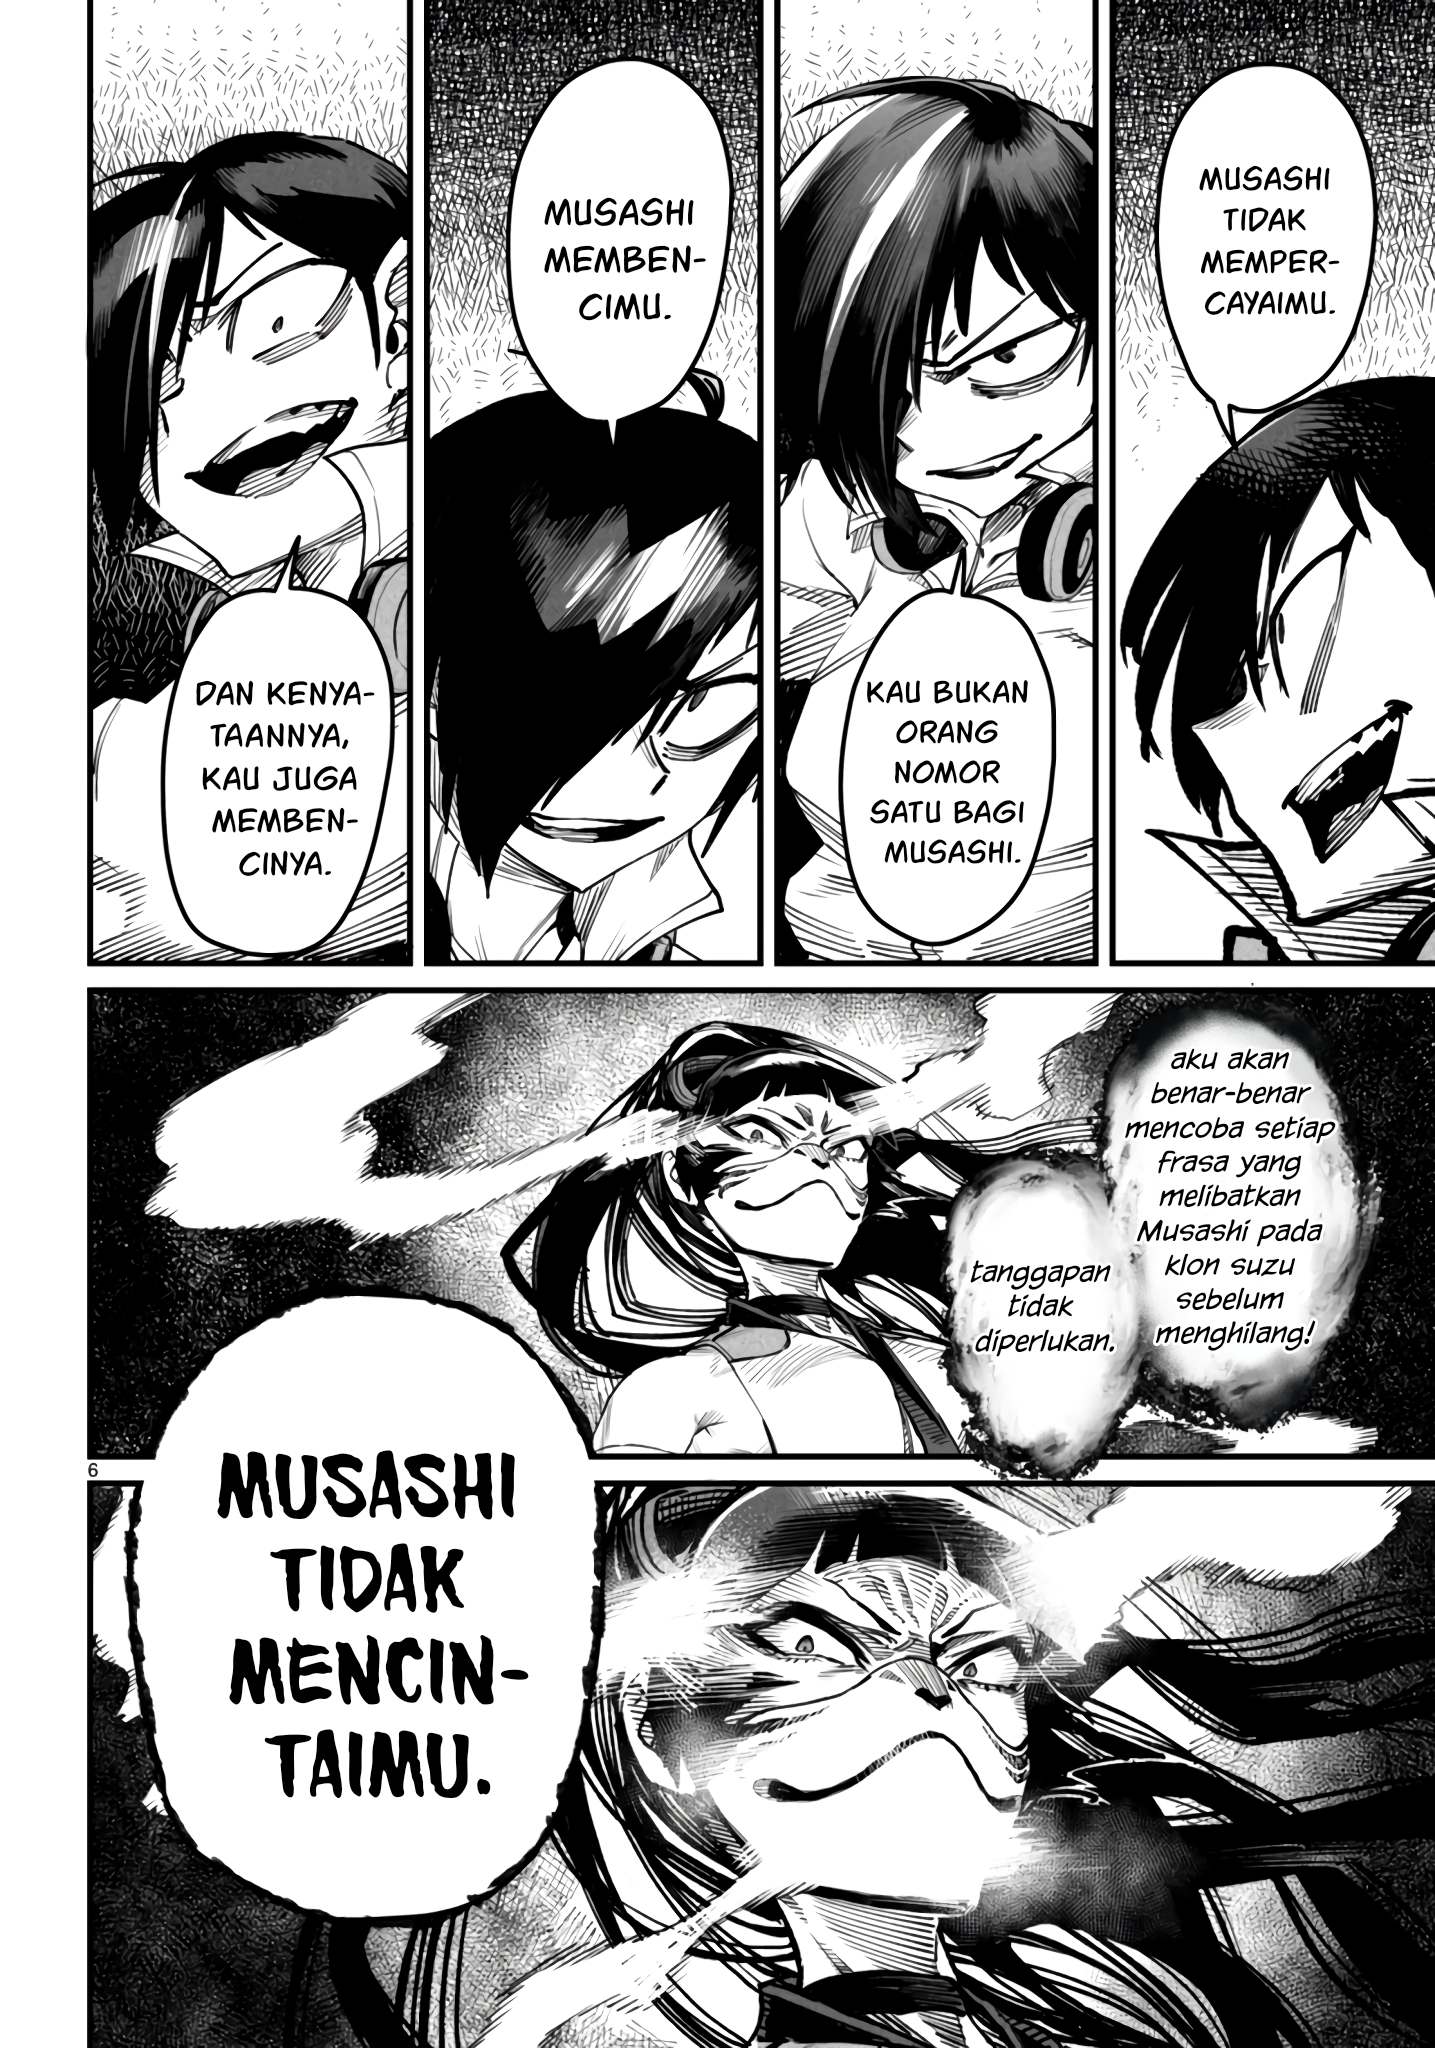 MUSASHI
TIDAK
MEMPER-
CAYAIMU.
KAU BUKAN
ORANG
NOMOR
SATU BAGI
MUSASHI.
MUSASHI
MEMBEN-
CIMU.
DAN KENYA-
TAANNYA,
KAU JUGA
MEMBEN-
CINYA.
aku akan
benar-benar
mencoba setiap
frasa yang
melibatkan
Musashi pada
klon suzu
sebelum
menghilang!
tanggapan
tidak
diperlukan.
6
MUSASHI
TIDAK
MENCIN-
TAIMU.